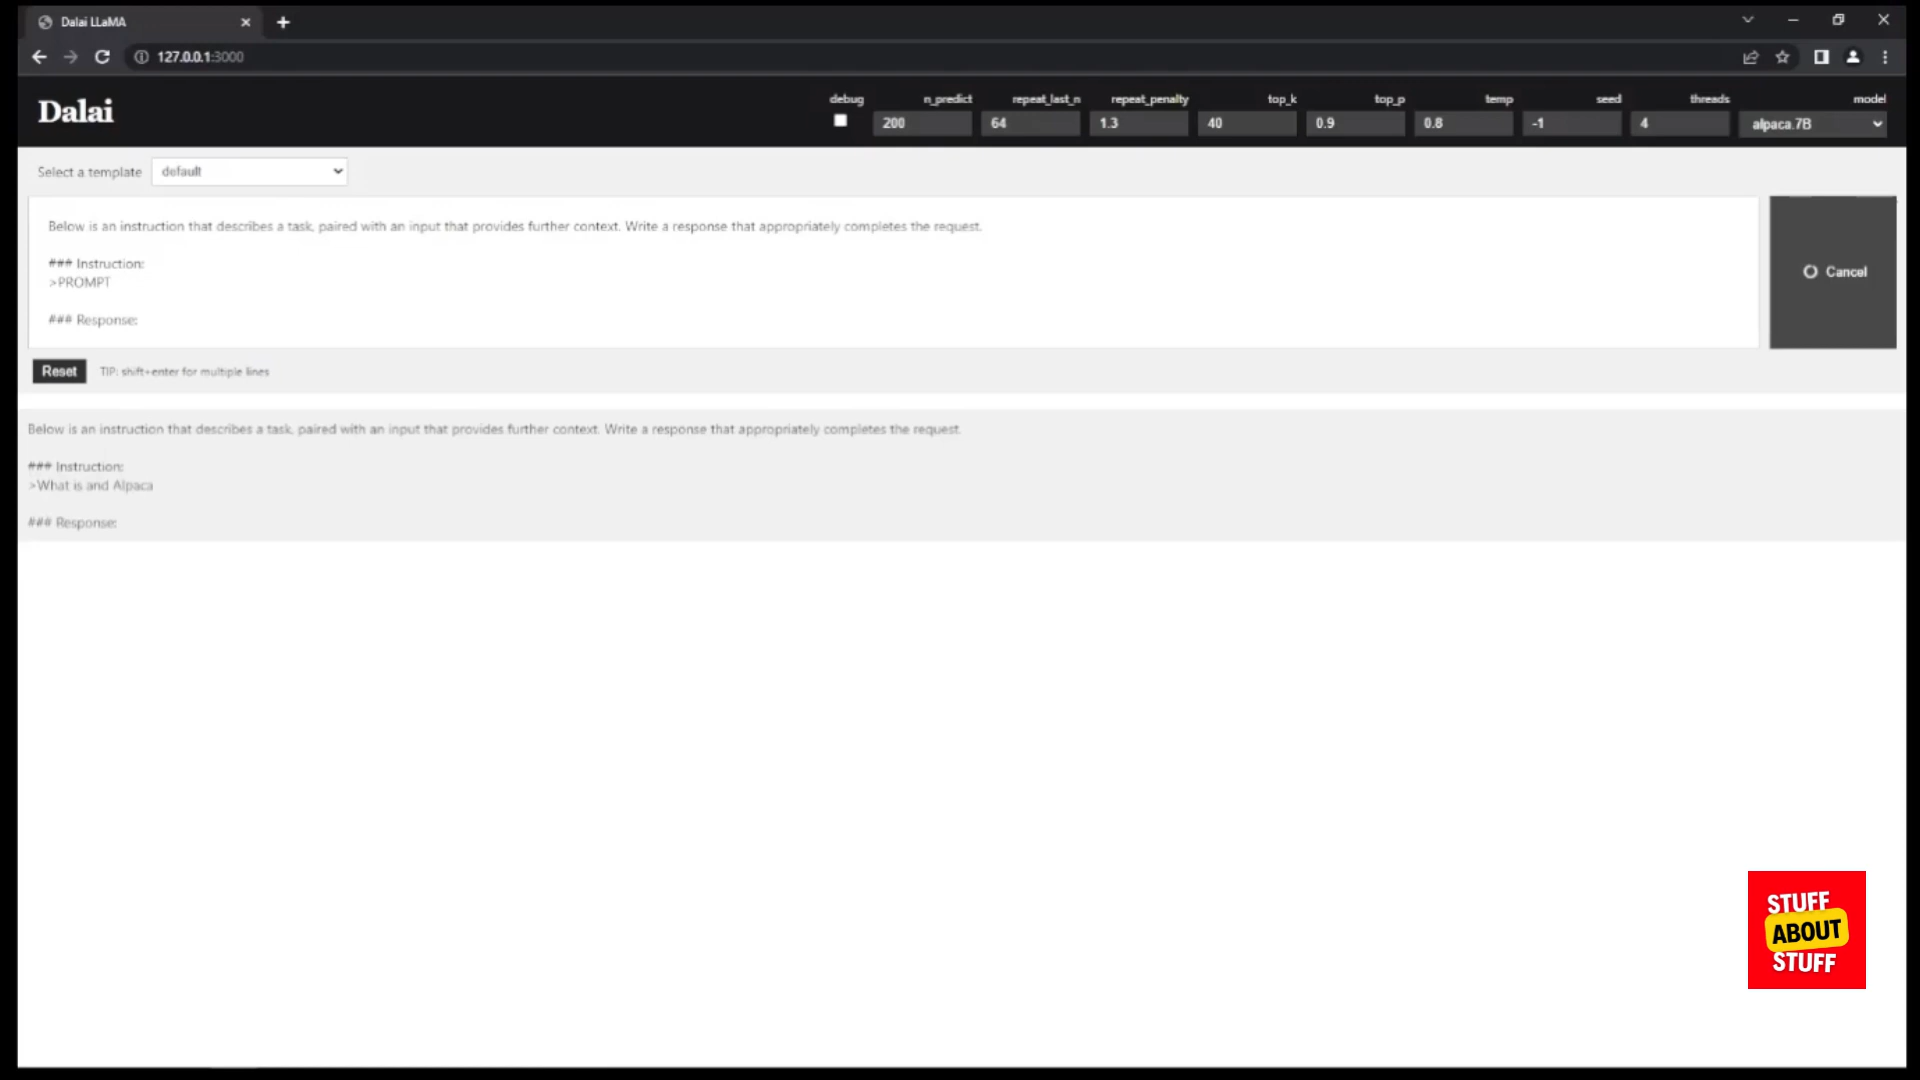 Dalai LLaMA
127.0.0.1:3000
Dalai
debug n_predict repeat_last_n repeat_penalty top_k top_p temp seed threads model
200 64 1.3 40 0.9 0.8 -1 4 alpaca.7B
Select a template default
Below is an instruction that describes a task, paired with an input that provides further context. Write a response that appropriately completes the request.
### Instruction:
>PROMPT
### Response:
Cancel
Reset TIP: shift+enter for multiple lines
Below is an instruction that describes a task, paired with an input that provides further context. Write a response that appropriately completes the request.
### Instruction:
>What is and Alpaca
### Response:
STUFF
ABOUT
STUFF